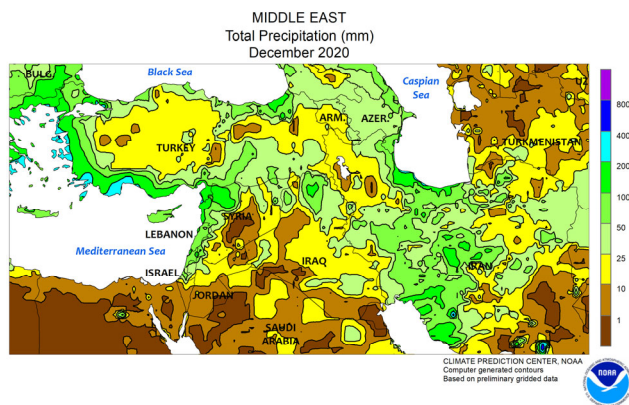 MIDDLE EAST
Total Precipitation (mm)
December 2020
BULG.
Black Sea
Caspian
Sea
UZ
ARM.
AZER.
TURKMENISTAN
TURKEY
SYRIA
LEBANON
Mediterranean Sea
IRAQ
IRAN
ISRAEL
JORDAN
SAUDI
ARABIA
800
400
200
100
50
25
10
1
CLIMATE PREDICTION CENTER, NOAA
Computer generated contours
Based on preliminary gridded data
NOAA